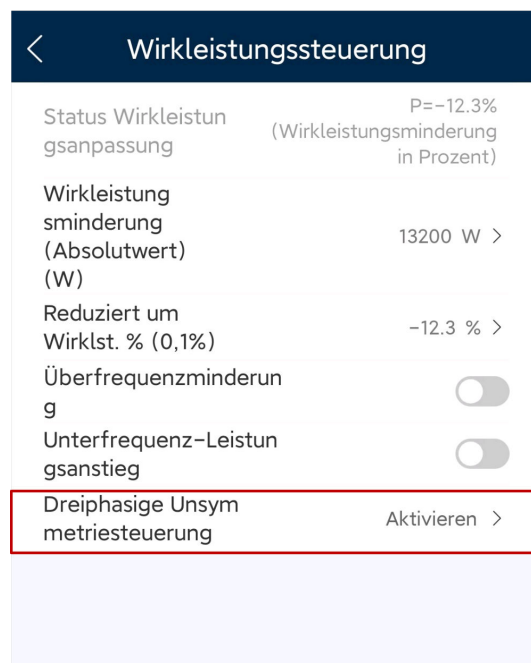 Wirkleistungssteuerung
Status Wirkleistun
gsanpassung
P=-12.3%
(Wirkleistungsminderung
in Prozent)
Wirkleistung
sminderung
(Absolutwert)
(W)
13200 W
Reduziert um
Wirklst. % (0,1%)
-12.3 %
Überfrequenzminderun
g
Unterfrequenz-Leistun
gsanstieg
Dreiphasige Unsym
metriesteuerung
Aktivieren